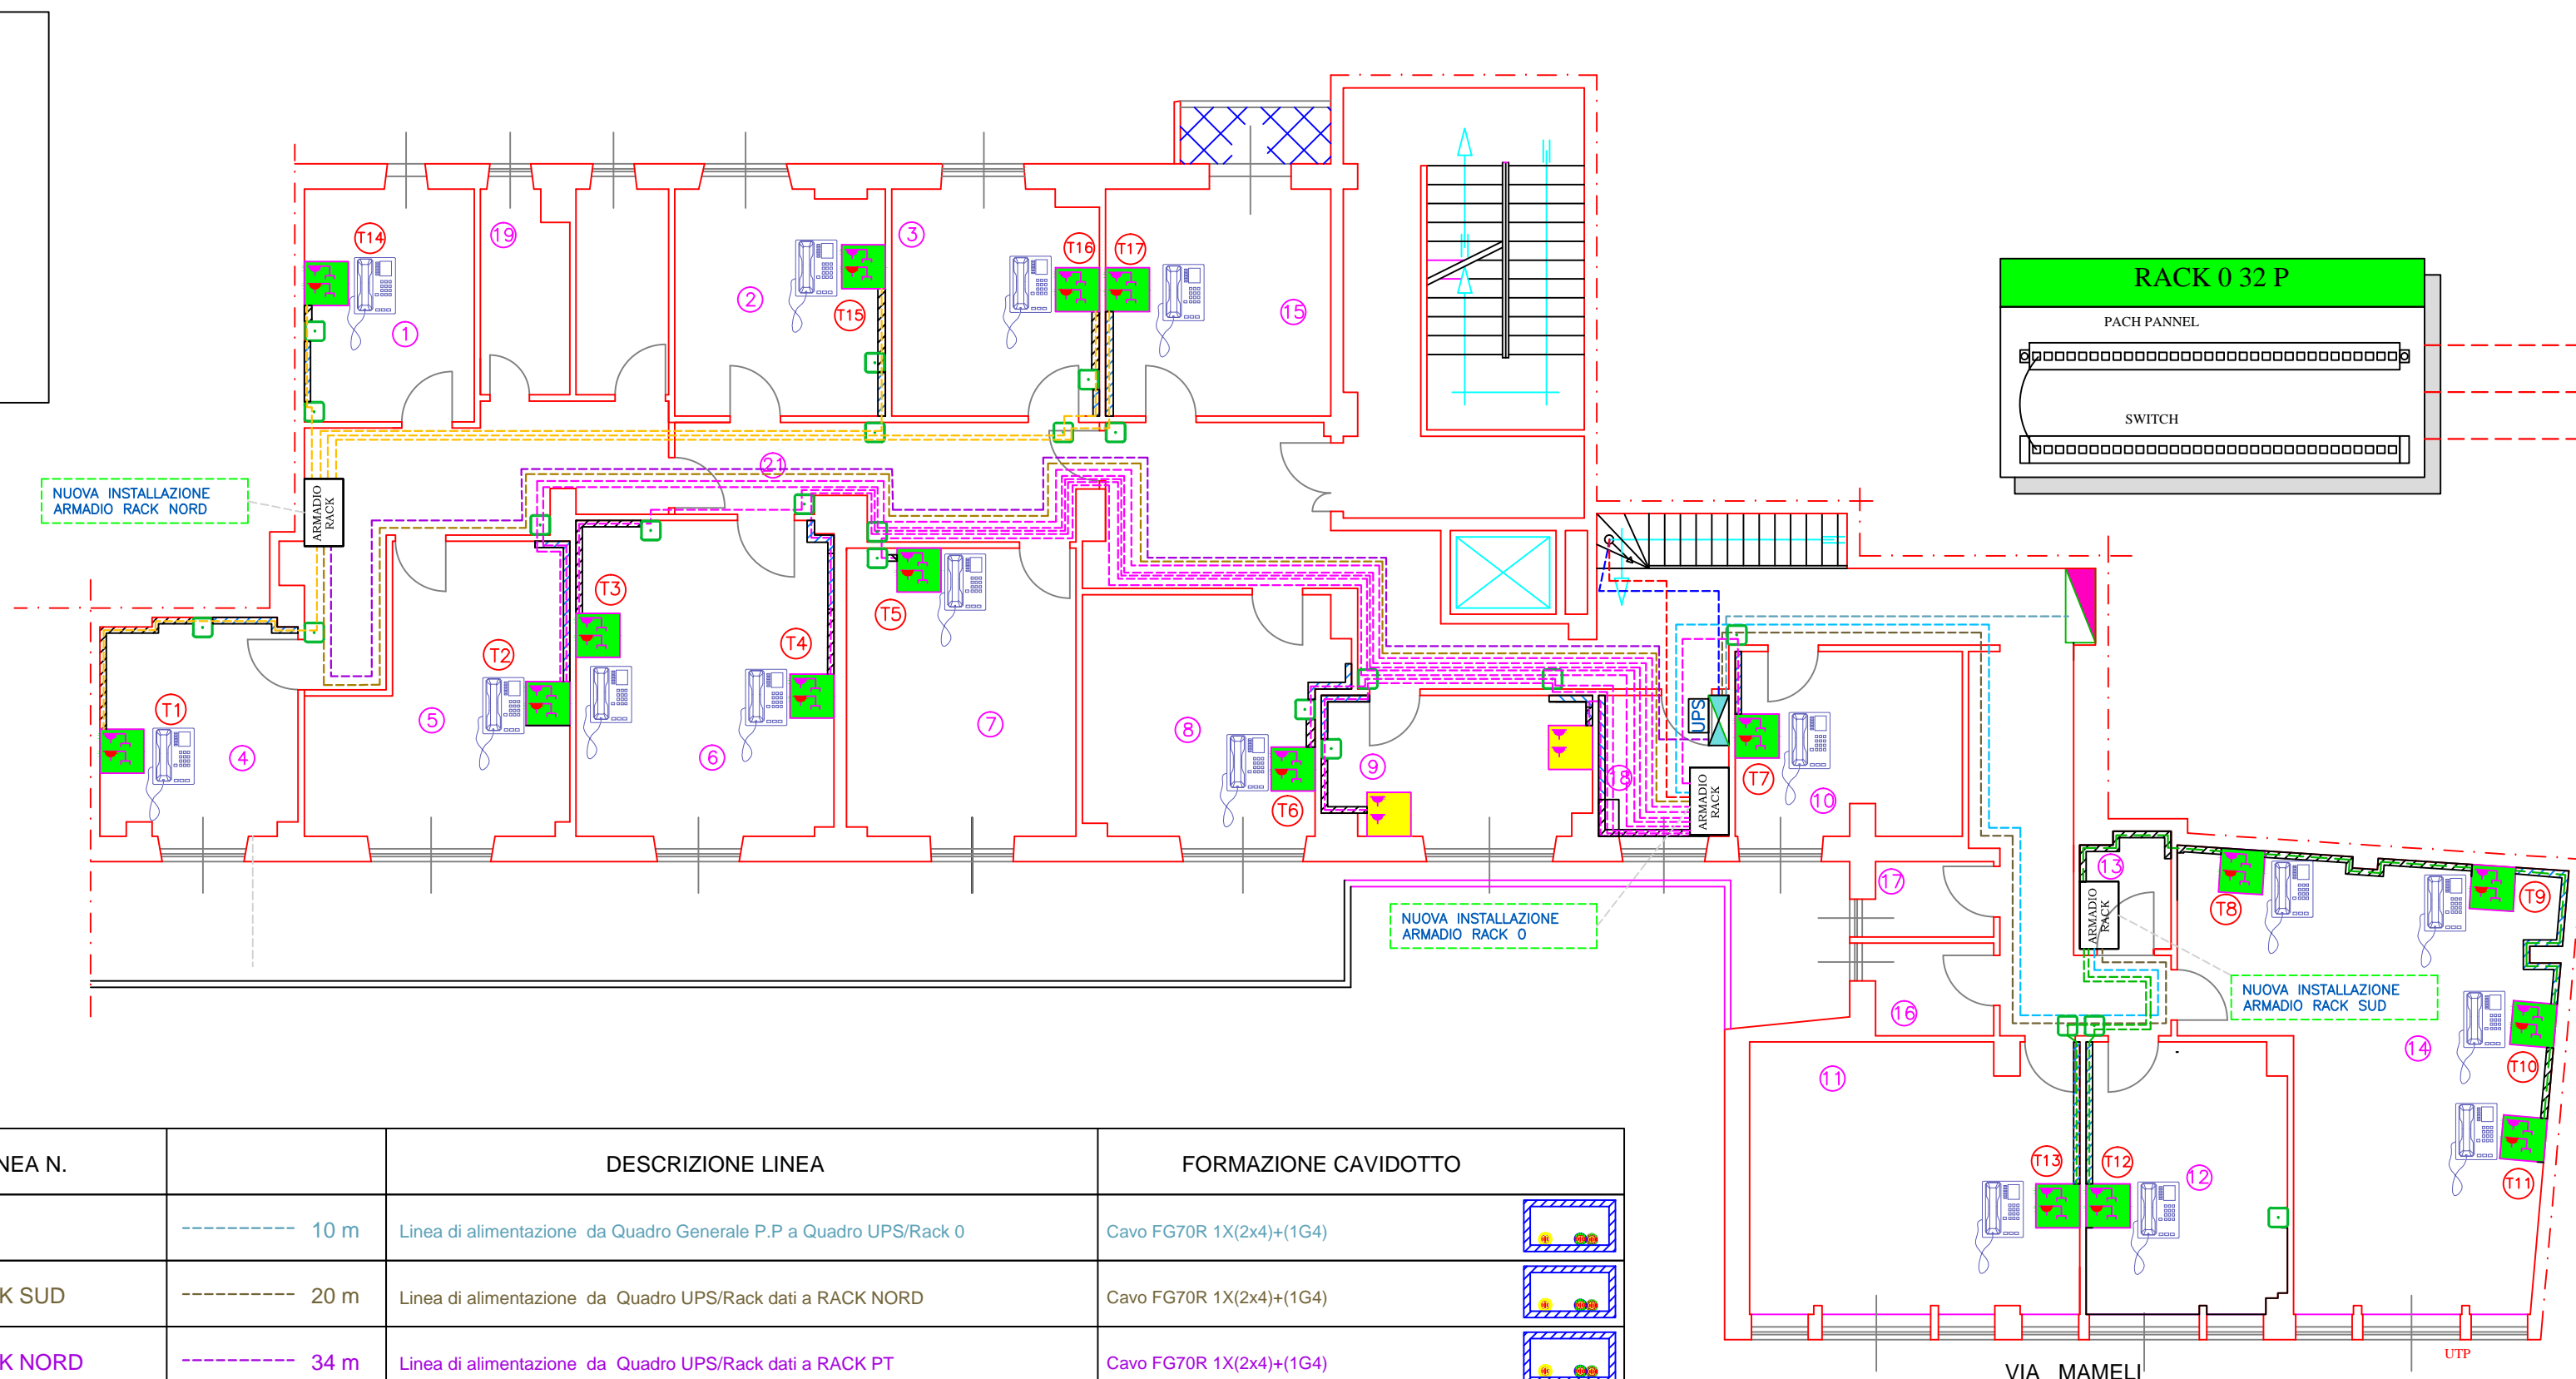 RACK 0 32 P
PACH PANNEL
SWITCH
T14
19
3
T16
T17
2
T15
15
1
21
NUOVA INSTALLAZIONE
ARMADIO RACK NORD
ARMADIO
RACK
T3
T5
T4
T2
T1
5
4
6
7
8
T6
9
18
UPS
ARMADIO
RACK
T7
10
NUOVA INSTALLAZIONE
ARMADIO RACK 0
17
13
ARMADIO
RACK
T8
T9
NUOVA INSTALLAZIONE
ARMADIO RACK SUD
16
14
T10
11
T13
T12
12
T11
UTP
VIA MAMELI
NEA N.
DESCRIZIONE LINEA
FORMAZIONE CAVIDOTTO
10 m
Linea di alimentazione da Quadro Generale P.P a Quadro UPS/Rack 0
Cavo FG70R 1X(2x4)+(1G4)
K SUD
20 m
Linea di alimentazione da Quadro UPS/Rack dati a RACK NORD
Cavo FG70R 1X(2x4)+(1G4)
K NORD
34 m
Linea di alimentazione da Quadro UPS/Rack dati a RACK PT
Cavo FG70R 1X(2x4)+(1G4)